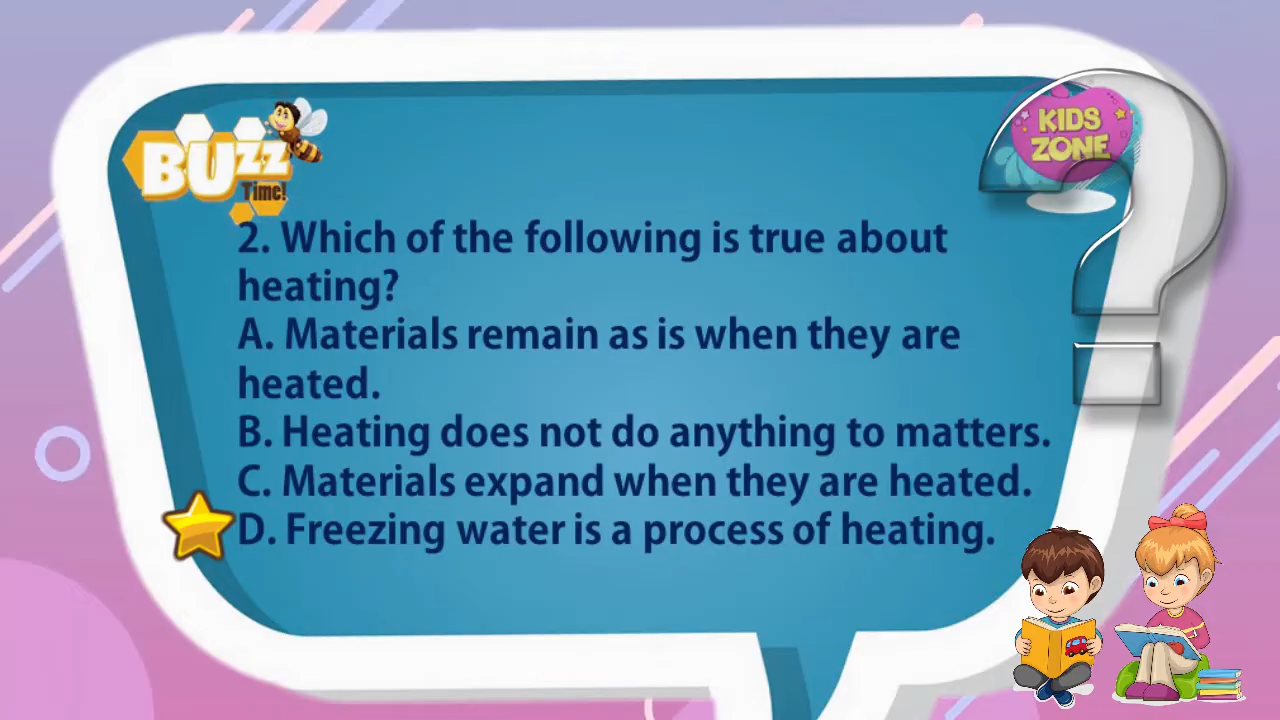 BUzz
Time!
KIDS
ZONE
2. Which of the following is true about
heating?
A. Materials remain as is when they are
heated.
B. Heating does not do anything to matters.
C. Materials expand when they are heated.
D. Freezing water is a process of heating.